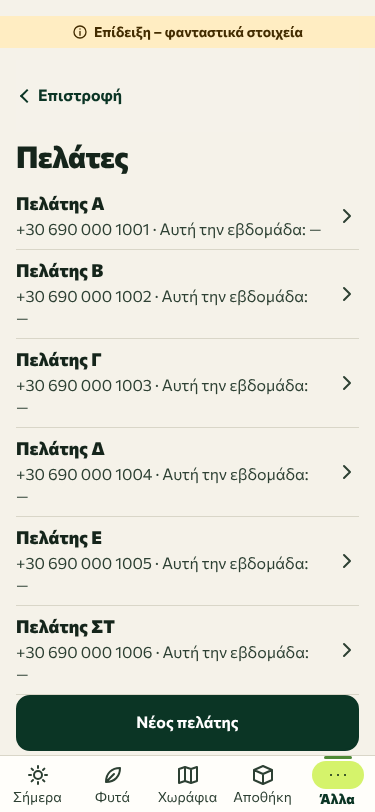 Επίδειξη – φανταστικά στοιχεία
Επιστροφή
Πελάτες
Πελάτης Α
+30 690 000 1001 · Αυτή την εβδομάδα: —
Πελάτης Β
+30 690 000 1002 · Αυτή την εβδομάδα:
—
Πελάτης Γ
+30 690 000 1003 · Αυτή την εβδομάδα:
—
Πελάτης Δ
+30 690 000 1004 · Αυτή την εβδομάδα:
—
Πελάτης Ε
+30 690 000 1005 · Αυτή την εβδομάδα:
—
Πελάτης ΣΤ
+30 690 000 1006 · Αυτή την εβδομάδα:
—
Νέος πελάτης
Σήμερα Φυτά Χωράφια Αποθήκη Άλλα